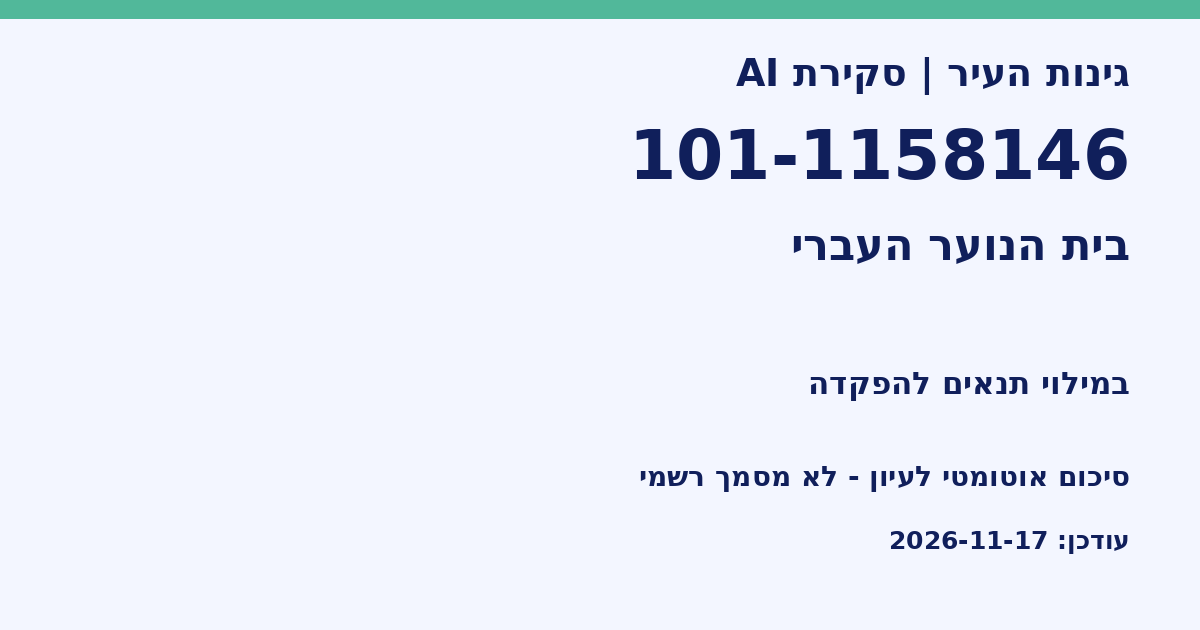 גינות העיר | סקירת AI
101-1158146
בית הנוער העברי
במילוי תנאים להפקדה
סיכום אוטומטי לעיון - לא מסמך רשמי
עודכן: 2026-11-17